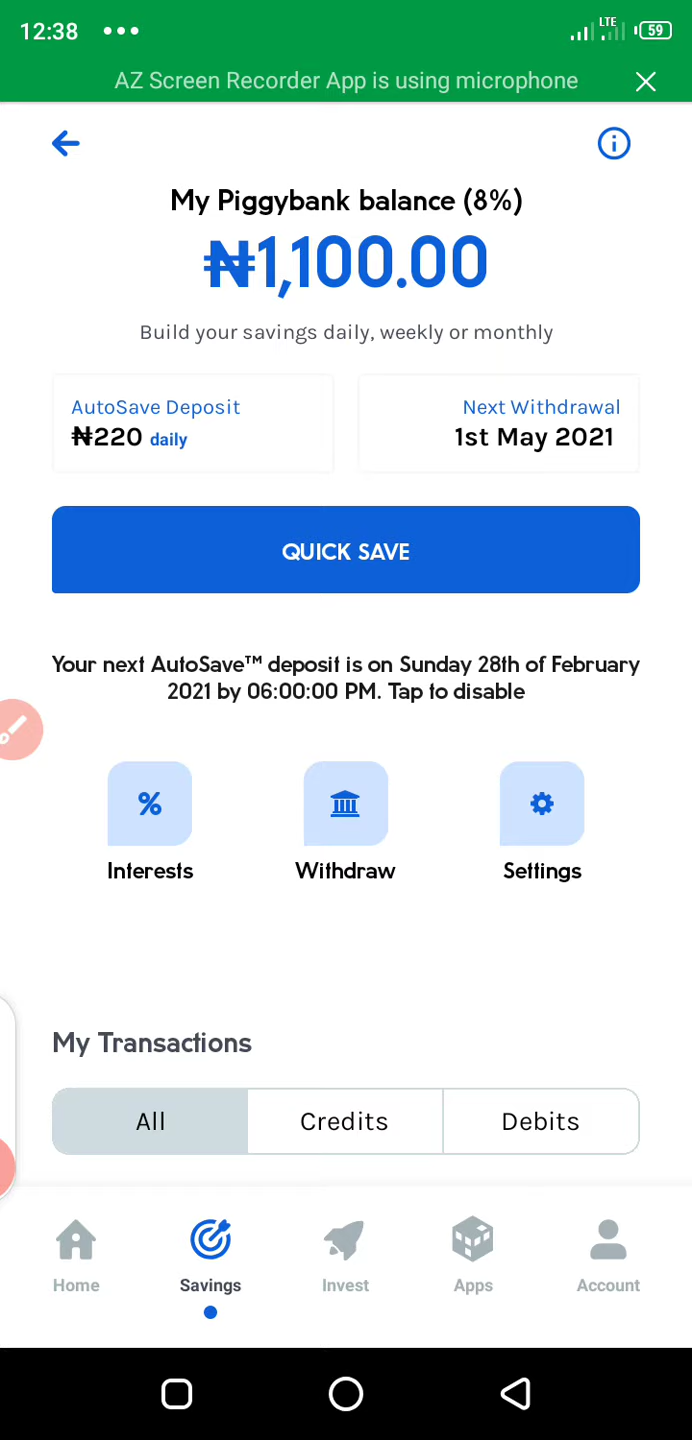 12:38 ••• LTE 59
AZ Screen Recorder App is using microphone
My Piggybank balance (8%)
₦1,100.00
Build your savings daily, weekly or monthly
AutoSave Deposit
₦220 daily
Next Withdrawal
1st May 2021
QUICK SAVE
Your next AutoSave™ deposit is on Sunday 28th of February
2021 by 06:00:00 PM. Tap to disable
Interests Withdraw Settings
My Transactions
All Credits Debits
Home Savings Invest Apps Account